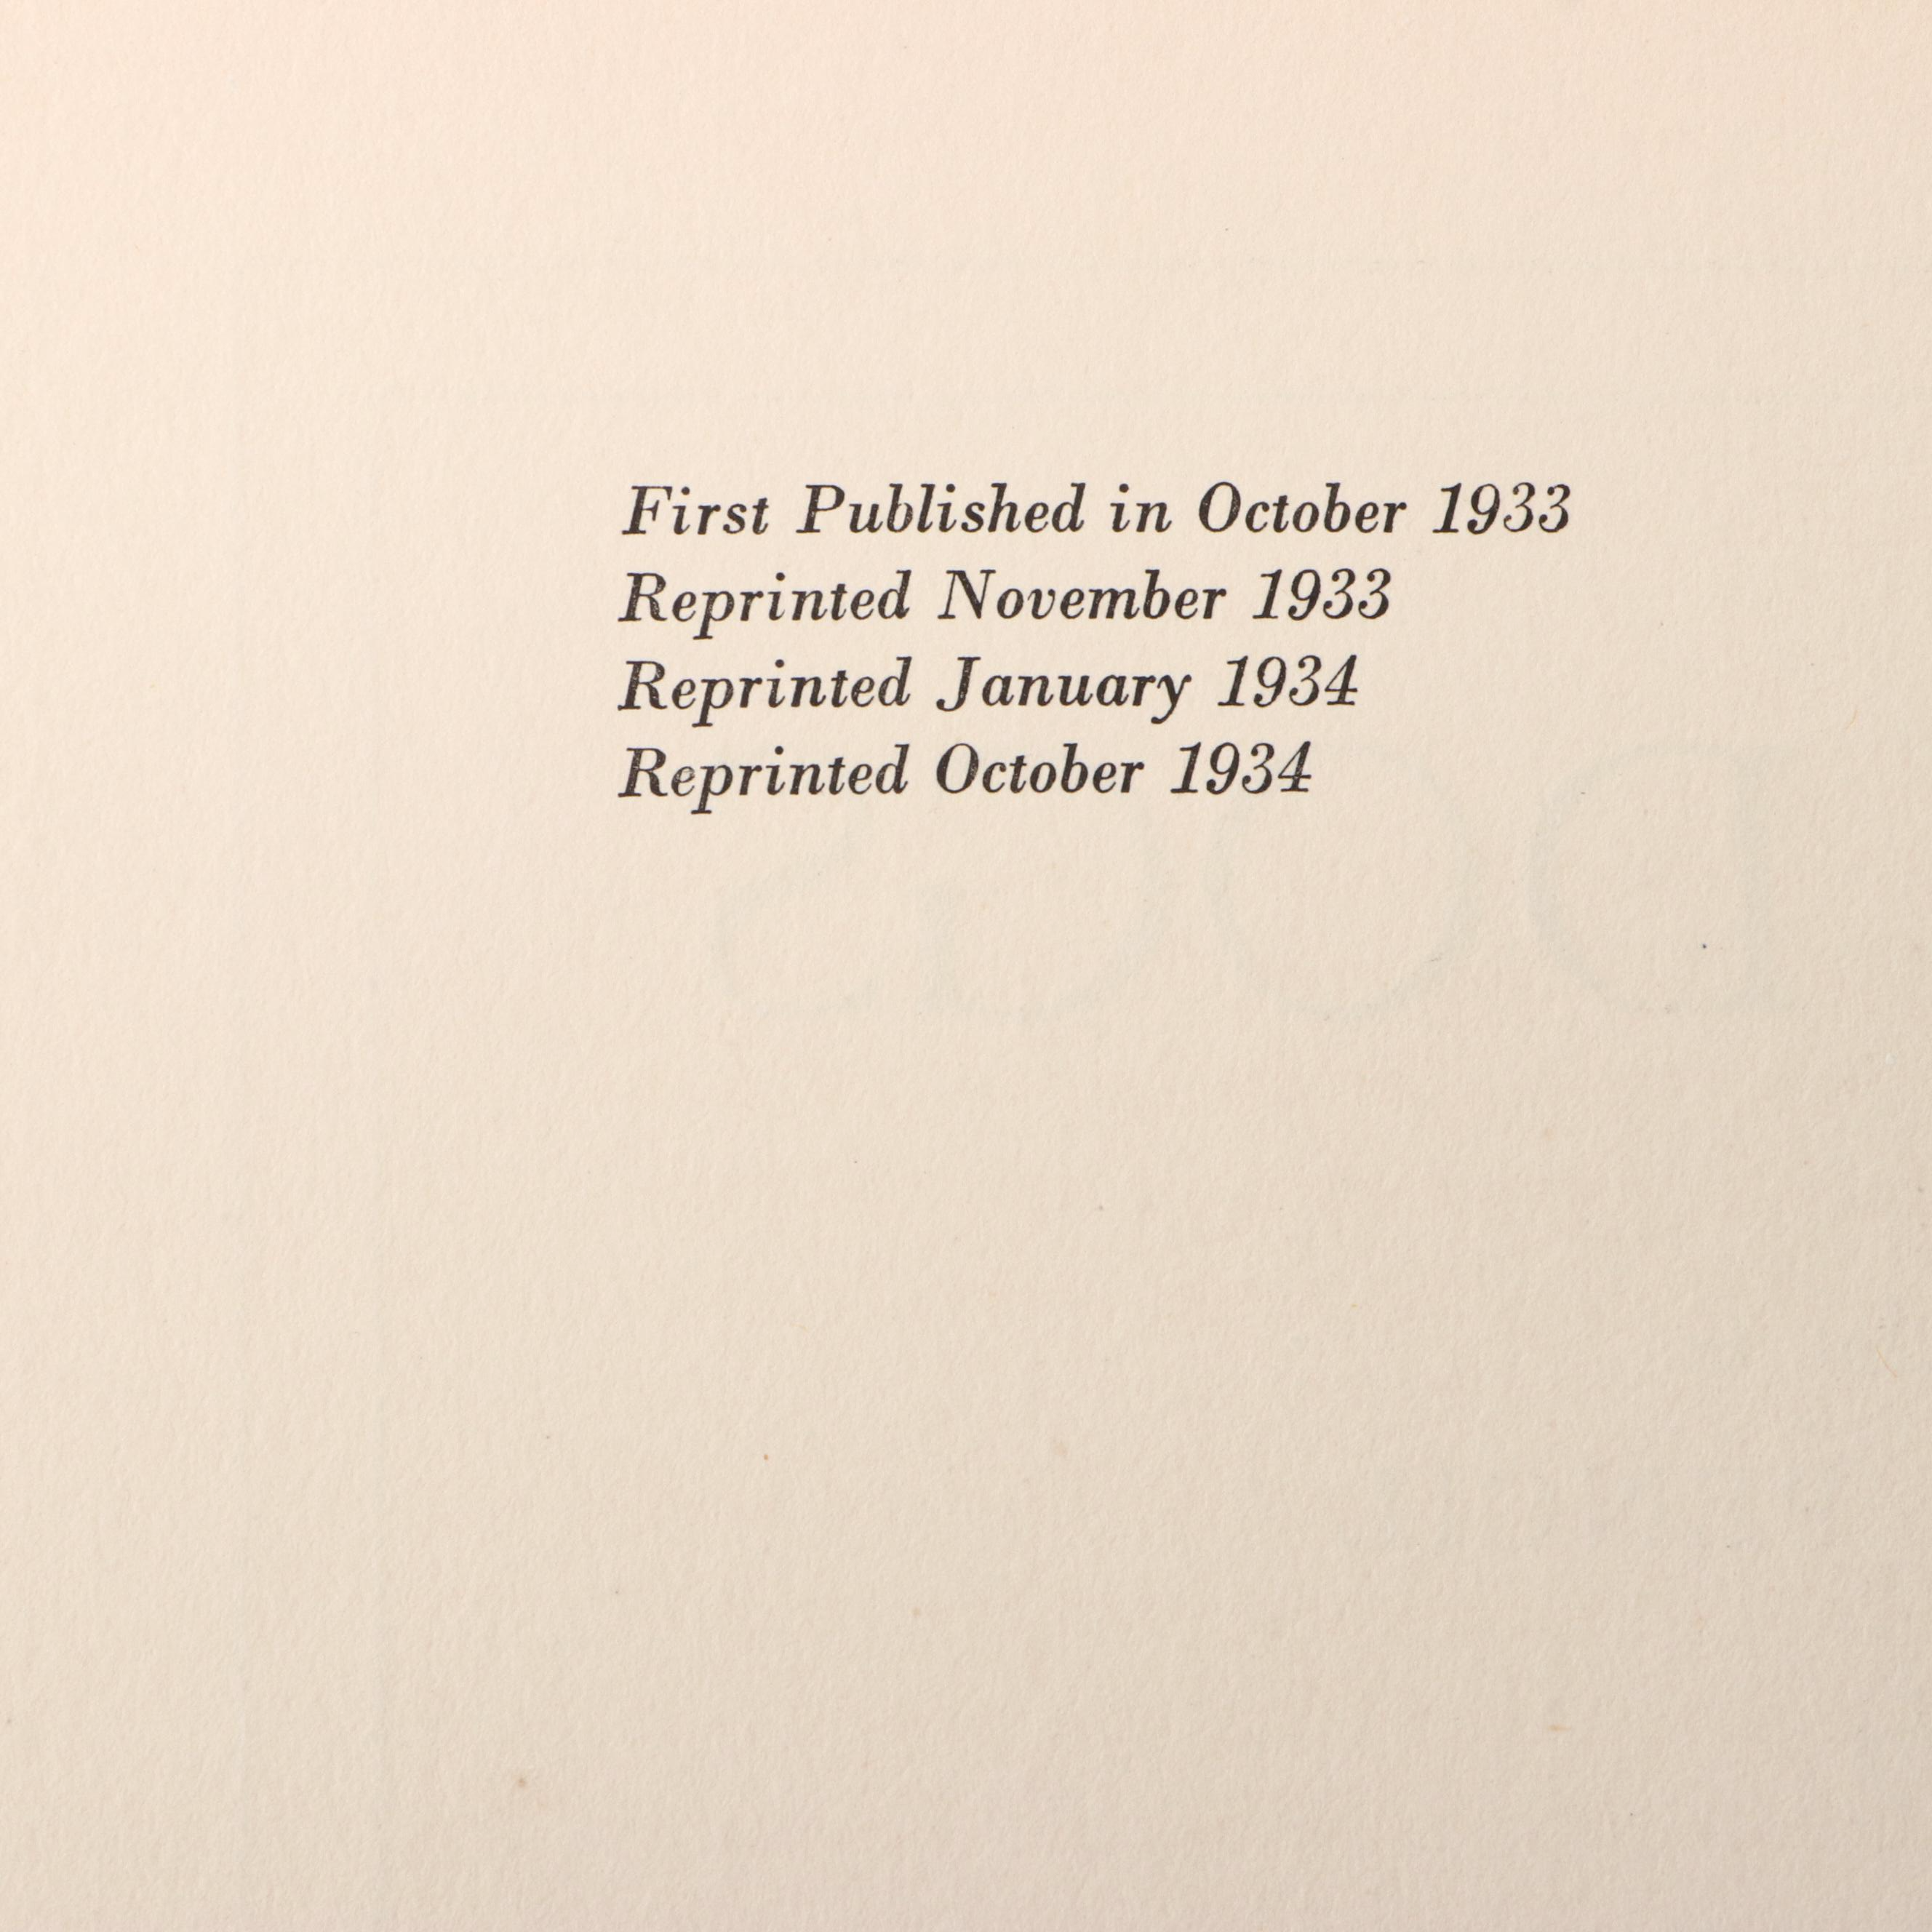 First Published in October 1933
Reprinted November 1933
Reprinted January 1934
Reprinted October 1934